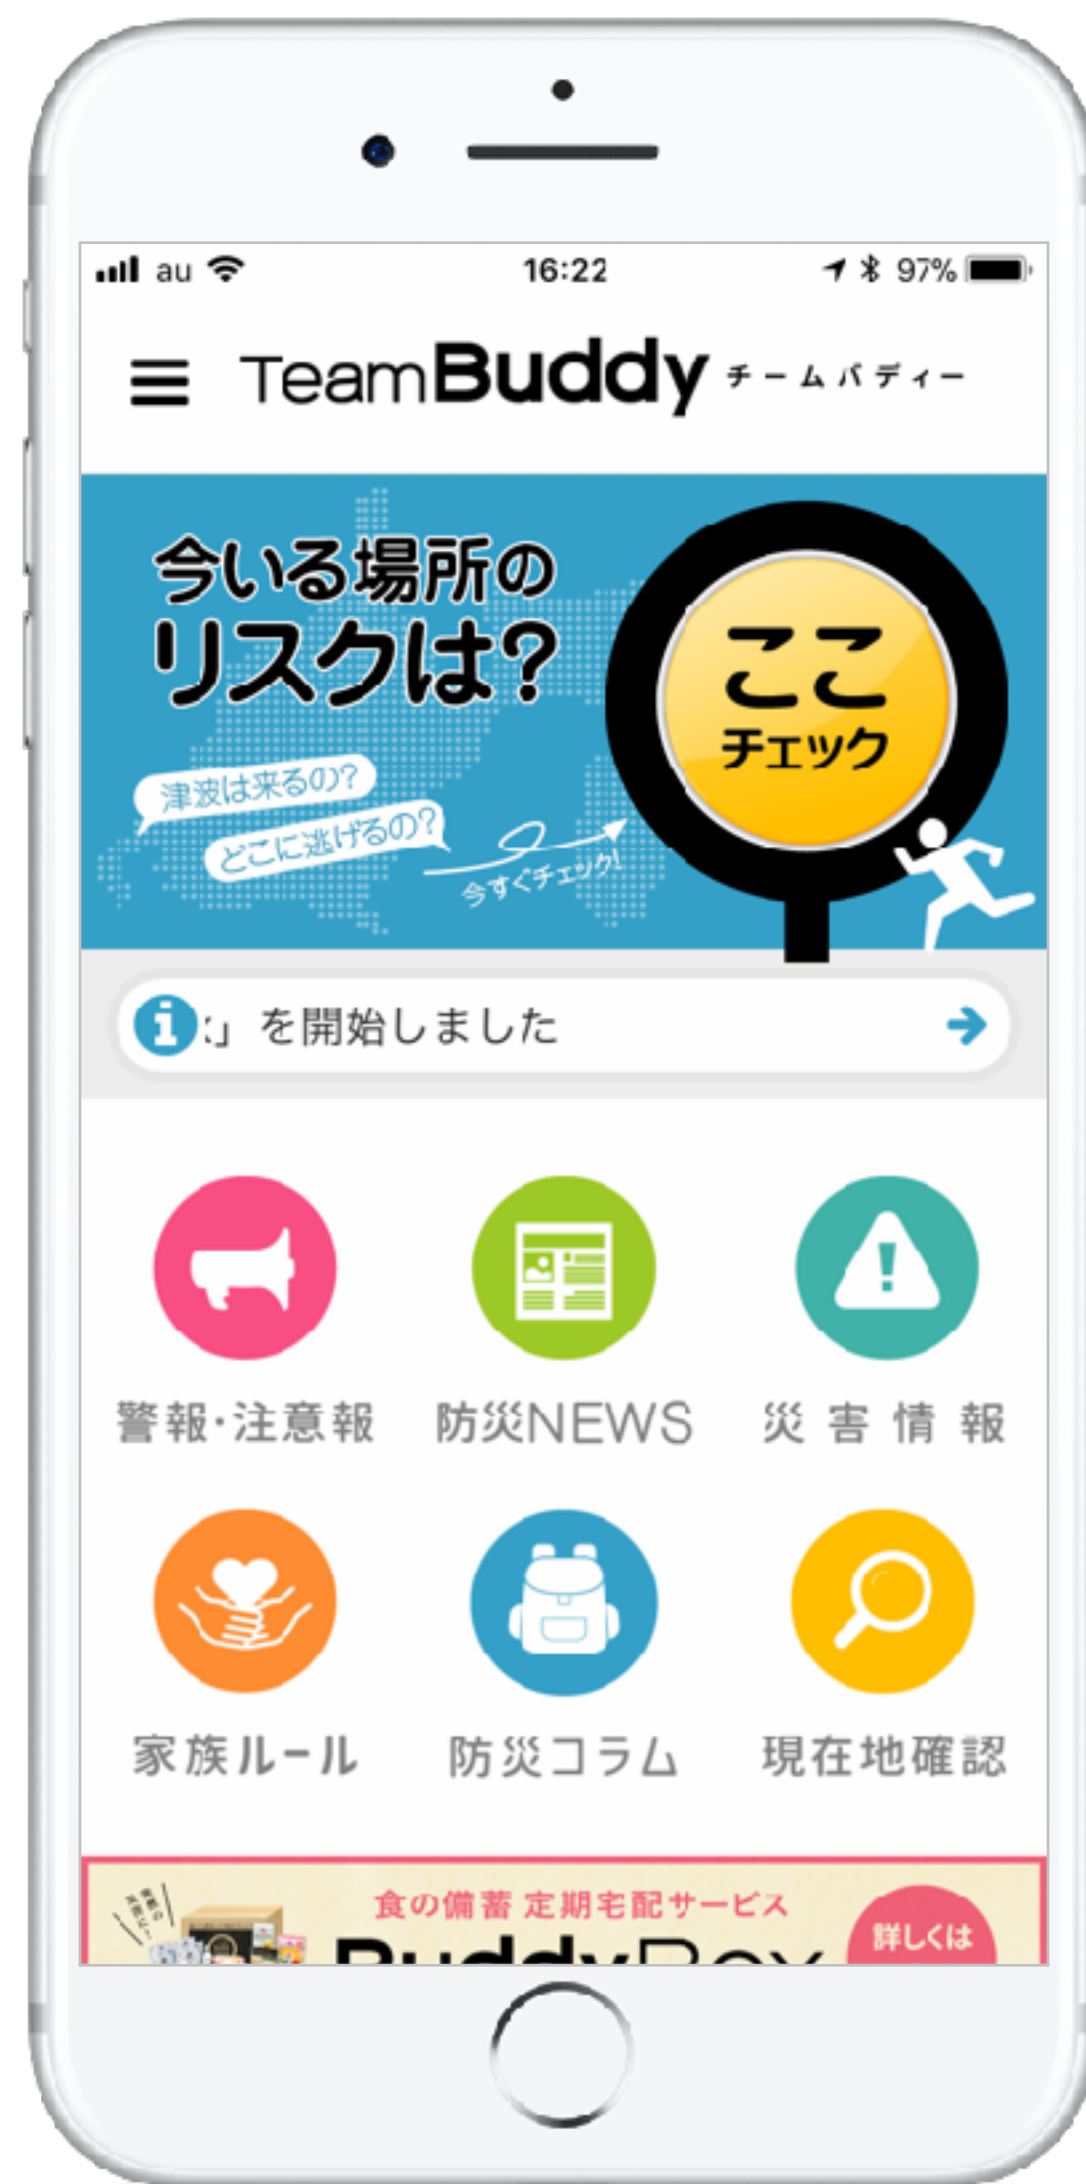 au 16:22 97%
TeamBuddy チームバディー
今いる場所の
リスクは?
ここ
チェック
津波は来るの?
どこに逃げるの?
今すぐチェック!
」を開始しました
警報・注意報 防災NEWS 災害情報
家族ルール 防災コラム 現在地確認
食の備蓄 定期宅配サービス
BuddyBox
詳しくは